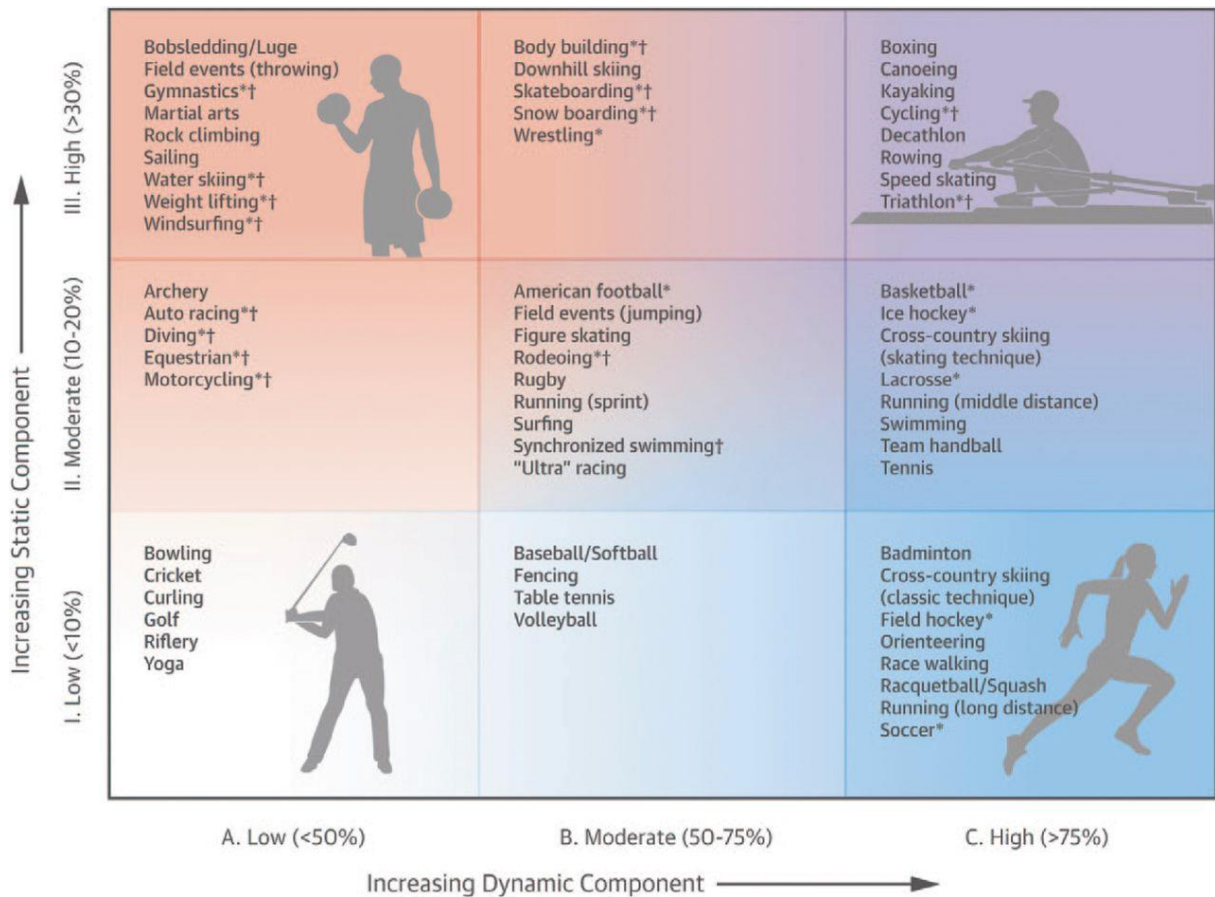 Increasing Static Component
III. High (>30%)
Bobsledding/Luge
Field events (throwing)
Gymnastics*†
Martial arts
Rock climbing
Sailing
Water skiing*†
Weight lifting*†
Windsurfing*†
Body building*†
Downhill skiing
Skateboarding*†
Snow boarding*†
Wrestling*
Boxing
Canoeing
Kayaking
Cycling*†
Decathlon
Rowing
Speed skating
Triathlon*†
II. Moderate (10-20%)
Archery
Auto racing*†
Diving*†
Equestrian*†
Motorcycling*†
American football*
Field events (jumping)
Figure skating
Rodeoing*†
Rugby
Running (sprint)
Surfing
Synchronized swimming†
"Ultra" racing
Basketball*
Ice hockey*
Cross-country skiing
(skating technique)
Lacrosse*
Running (middle distance)
Swimming
Team handball
Tennis
I. Low (<10%)
Bowling
Cricket
Curling
Golf
Riflery
Yoga
Baseball/Softball
Fencing
Table tennis
Volleyball
Badminton
Cross-country skiing
(classic technique)
Field hockey*
Orienteering
Race walking
Racquetball/Squash
Running (long distance)
Soccer*
A. Low (<50%)
B. Moderate (50-75%)
C. High (>75%)
Increasing Dynamic Component